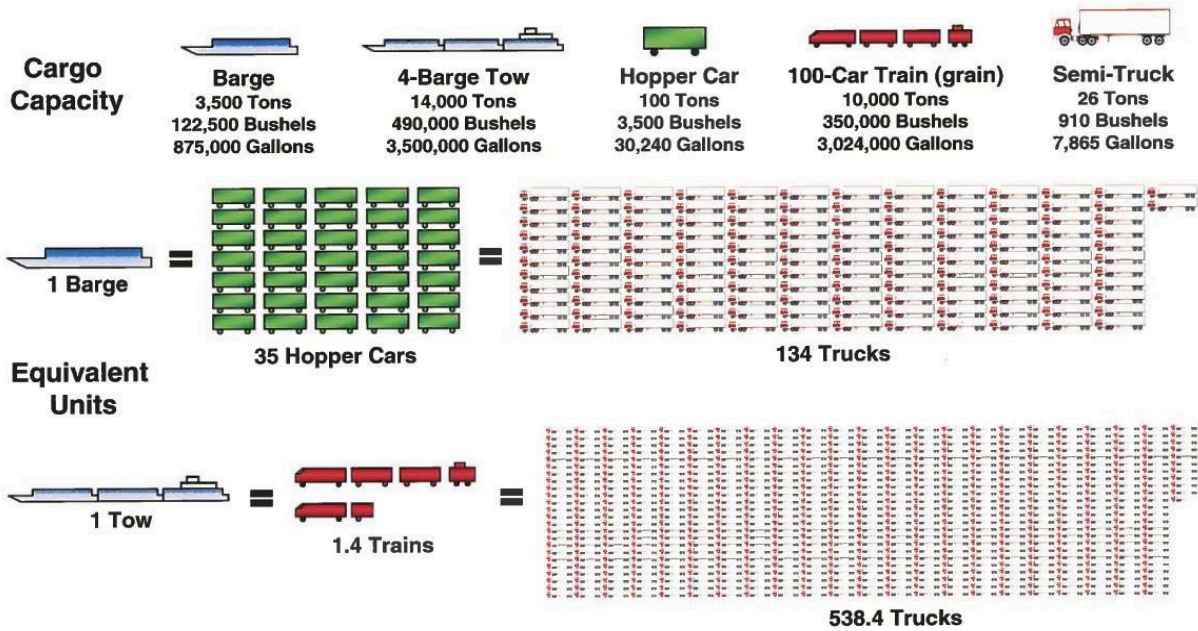 Cargo
Capacity
Barge
3,500 Tons
122,500 Bushels
875,000 Gallons
4-Barge Tow
14,000 Tons
490,000 Bushels
3,500,000 Gallons
Hopper Car
100 Tons
3,500 Bushels
30,240 Gallons
100-Car Train (grain)
10,000 Tons
350,000 Bushels
3,024,000 Gallons
Semi-Truck
26 Tons
910 Bushels
7,865 Gallons
1 Barge
=
35 Hopper Cars
=
134 Trucks
Equivalent
Units
1 Tow
=
1.4 Trains
=
538.4 Trucks